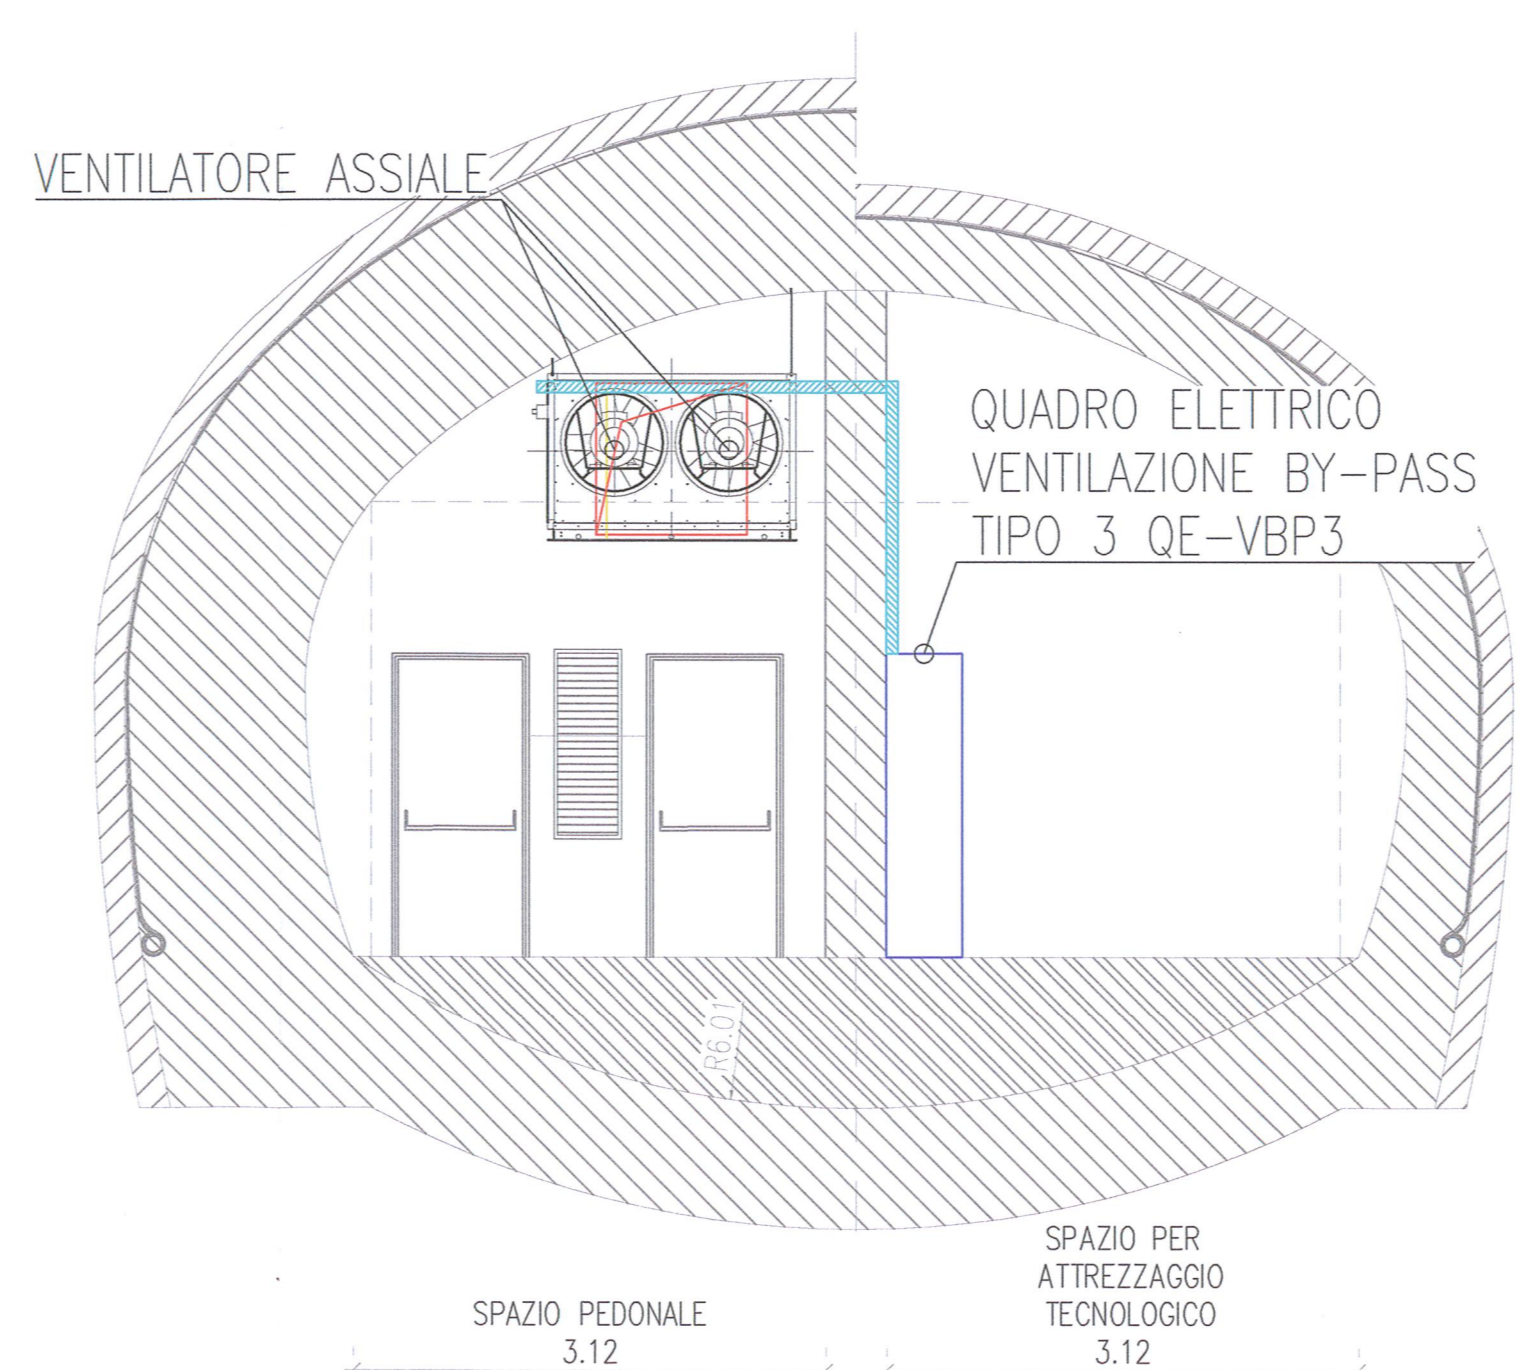 VENTILATORE ASSIALE
QUADRO ELETTRICO
VENTILAZIONE BY-PASS
TIPO 3 QE-VBP3
R6.01
SPAZIO PEDONALE
3.12
SPAZIO PER
ATTREZZAGGIO
TECNOLOGICO
3.12